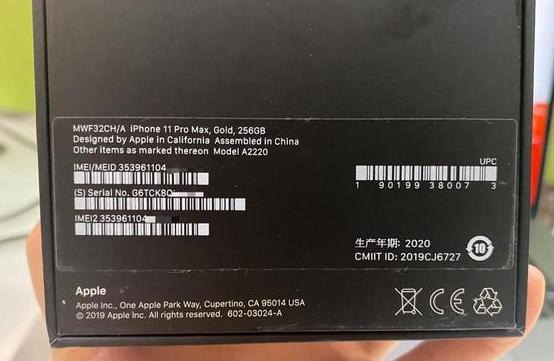 MWF32CH/A iPhone 11 Pro Max, Gold, 256GB
Designed by Apple in California Assembled in China
Other items as marked thereon Model A2220
IMEI/MEID 353961104
(S) Serial No. G6TCK8
IMEI2 353961104
UPC
1 90199 38007 3
生产年期: 2020
CMIIT ID: 2019CJ6727
10
Apple
Apple Inc., One Apple Park Way, Cupertino, CA 95014 USA
© 2019 Apple Inc. All rights reserved. 602-03024-A
CE